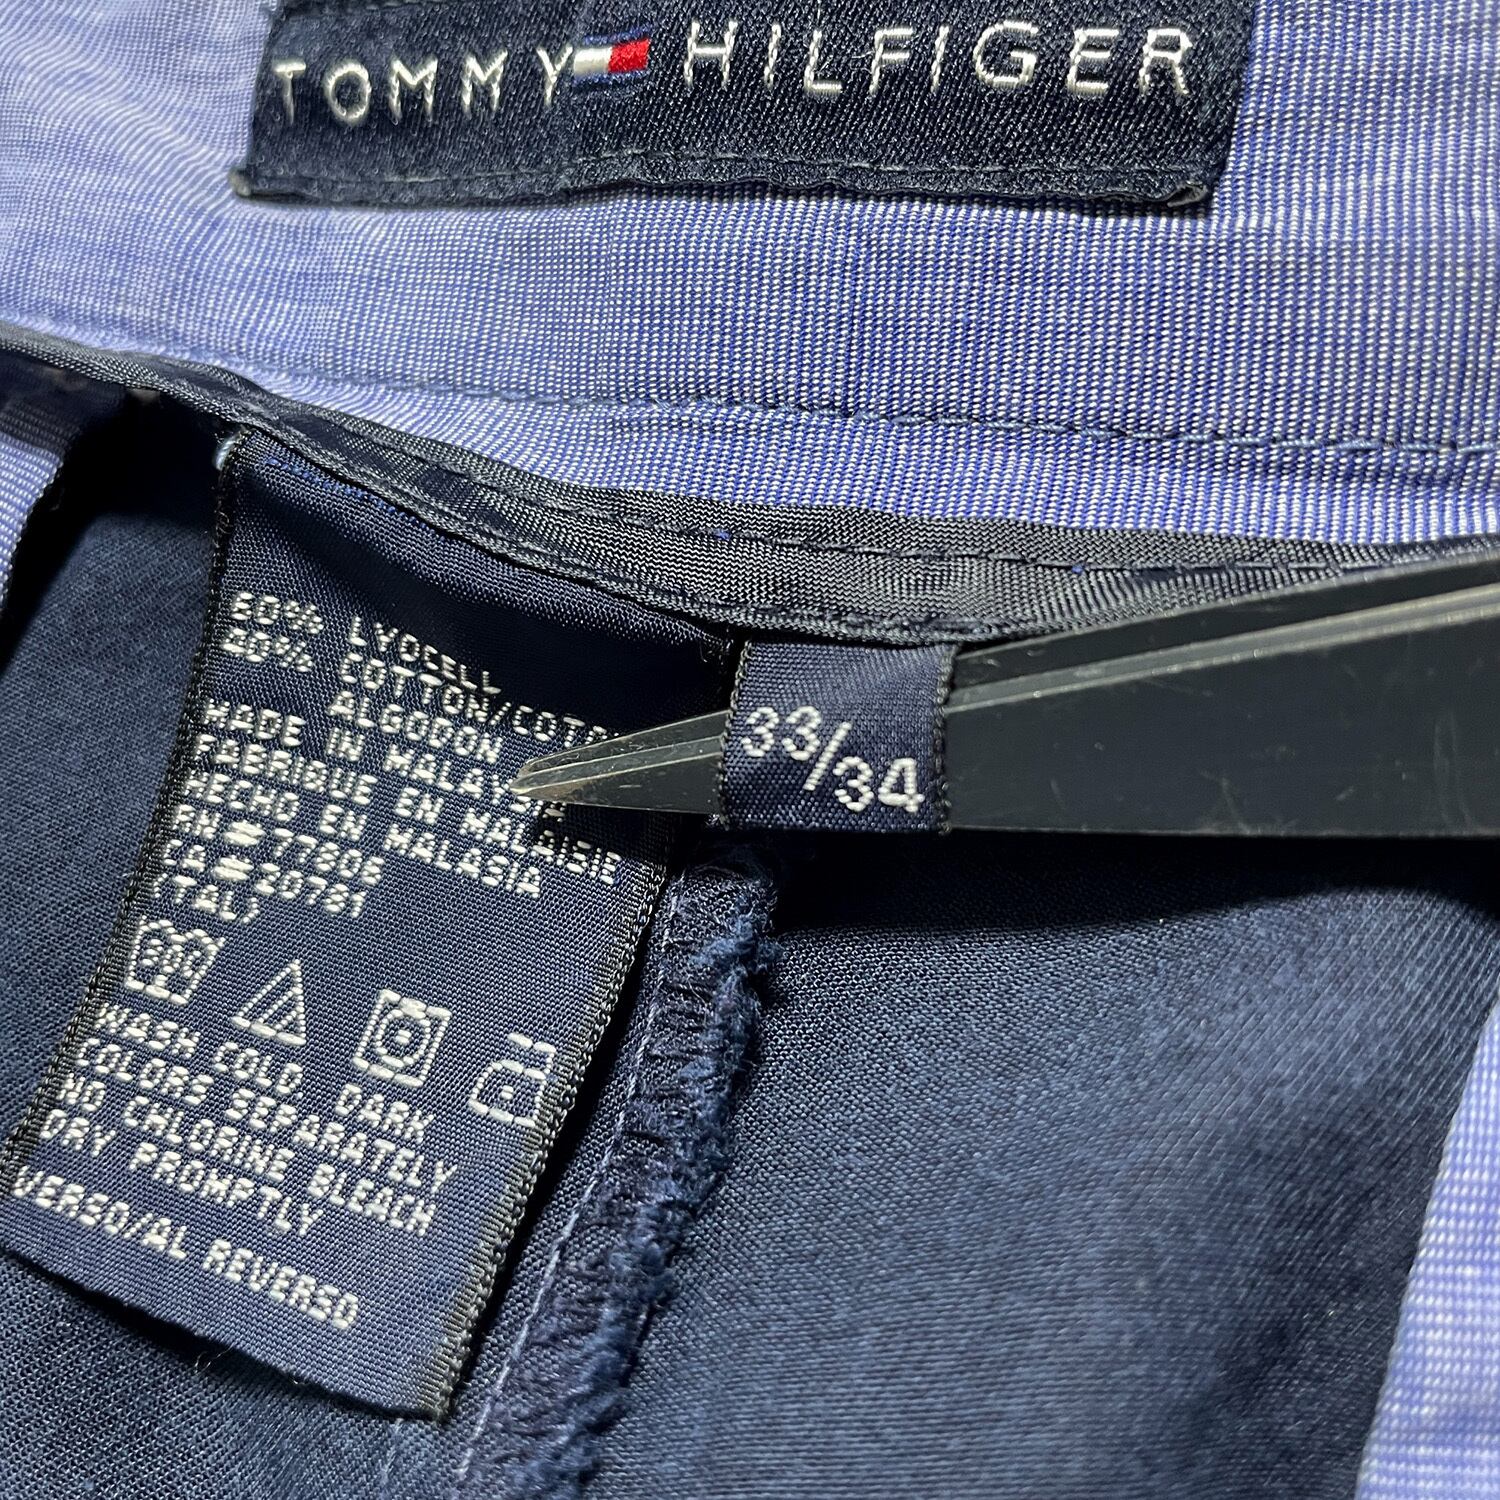 TOMMY HILFIGER
60% LYOCELL
40% COTTON/COTO
ALGODON
MADE IN MALAYSIA
FABRIQUE EN MALAISIE
HECHO EN MALASIA
RN#77806
CA#20761
(TAL)
33/34
WASH COLD, DARK
COLORS SEPARATELY
NO CHLORINE BLEACH
DRY PROMPTLY
VERSO/AL REVERSO